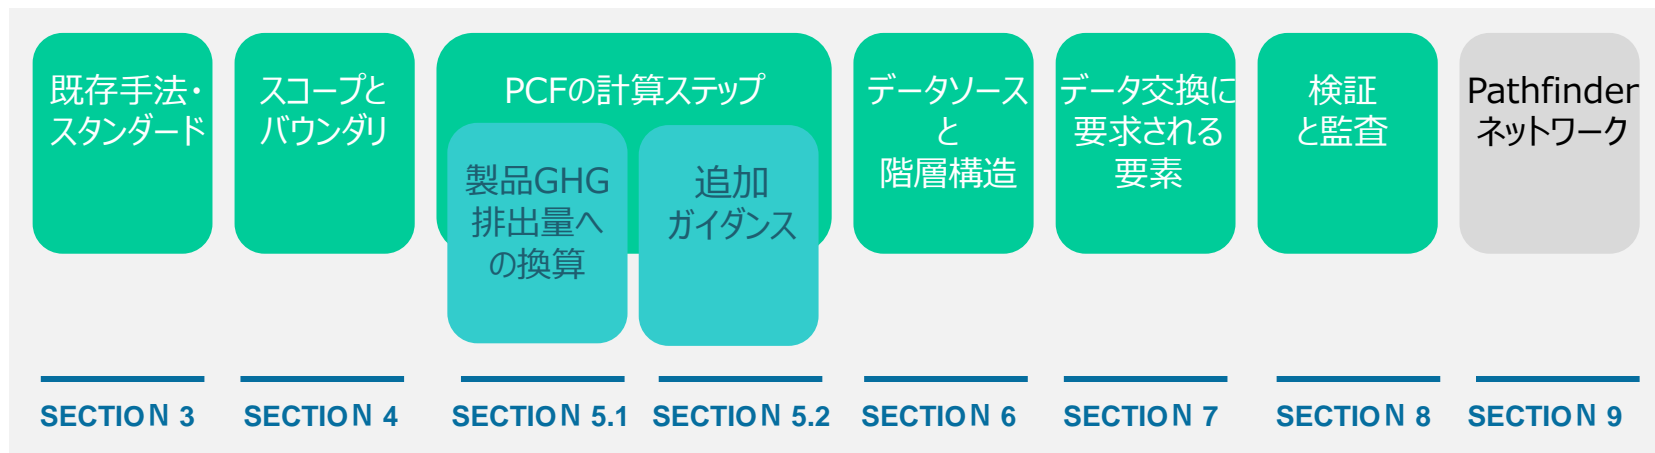 既存手法・
スタンダード
スコープと
バウンダリ
PCFの計算ステップ
製品GHG
排出量へ
の換算
追加
ガイダンス
データソース
と
階層構造
データ交換に
要求される
要素
検証
と監査
Pathfinder
ネットワーク
SECTION 3
SECTION 4
SECTION 5.1
SECTION 5.2
SECTION 6
SECTION 7
SECTION 8
SECTION 9